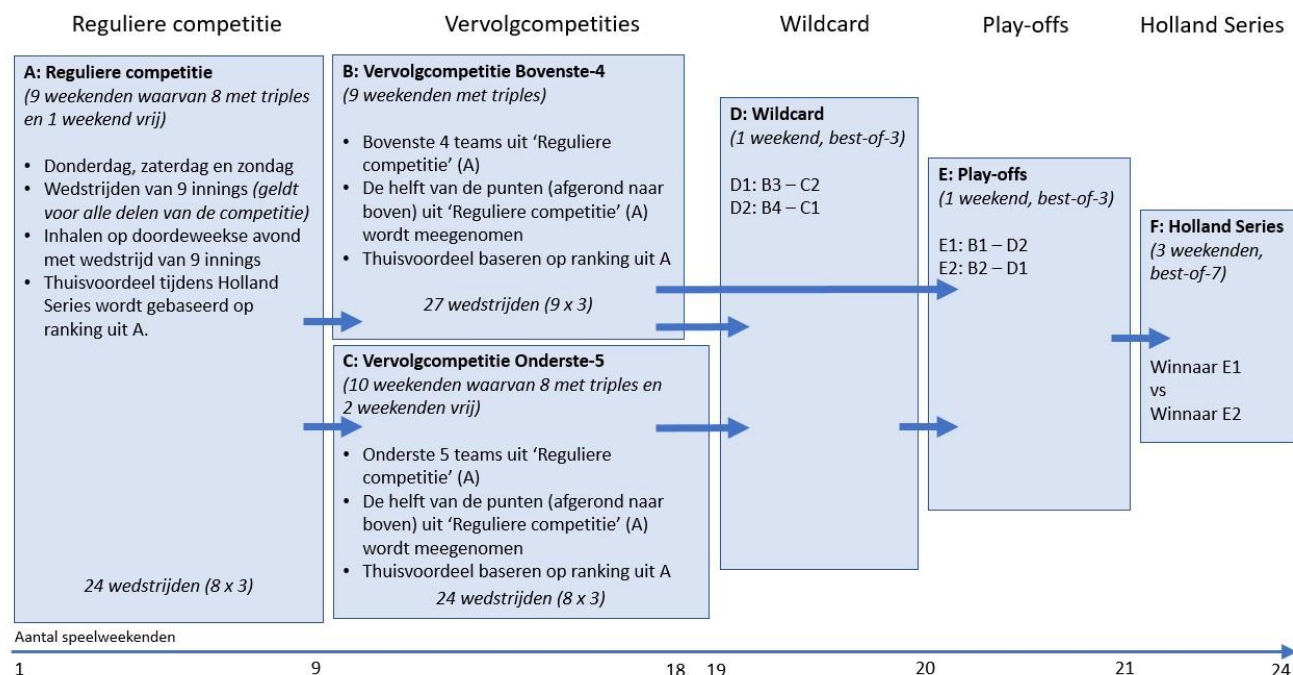 Reguliere competitie
Vervolgcompetities
Wildcard
Play-offs
Holland Series
A: Reguliere competitie
(9 weekenden waarvan 8 met triples
en 1 weekend vrij)
• Donderdag, zaterdag en zondag
• Wedstrijden van 9 innings (geldt
voor alle delen van de competitie)
• Inhalen op doordeweekse avond
met wedstrijd van 9 innings
• Thuisvoordeel tijdens Holland
Series wordt gebaseerd op
ranking uit A.
24 wedstrijden (8 x 3)
B: Vervolgcompetitie Bovenste-4
(9 weekenden met triples)
• Bovenste 4 teams uit ‘Reguliere
competitie’ (A)
• De helft van de punten (afgerond naar
boven) uit ‘Reguliere competitie’ (A)
wordt meegenomen
• Thuisvoordeel baseren op ranking uit A
27 wedstrijden (9 x 3)
C: Vervolgcompetitie Onderste-5
(10 weekenden waarvan 8 met triples en
2 weekenden vrij)
• Onderste 5 teams uit ‘Reguliere
competitie’ (A)
• De helft van de punten (afgerond naar
boven) uit ‘Reguliere competitie’ (A)
wordt meegenomen
• Thuisvoordeel baseren op ranking uit A
24 wedstrijden (8 x 3)
D: Wildcard
(1 weekend, best-of-3)
D1: B3 – C2
D2: B4 – C1
E: Play-offs
(1 weekend, best-of-3)
E1: B1 – D2
E2: B2 – D1
F: Holland Series
(3 weekenden,
best-of-7)
Winnaar E1
vs
Winnaar E2
Aantal speelweekenden
1 9 18 19 20 21 24